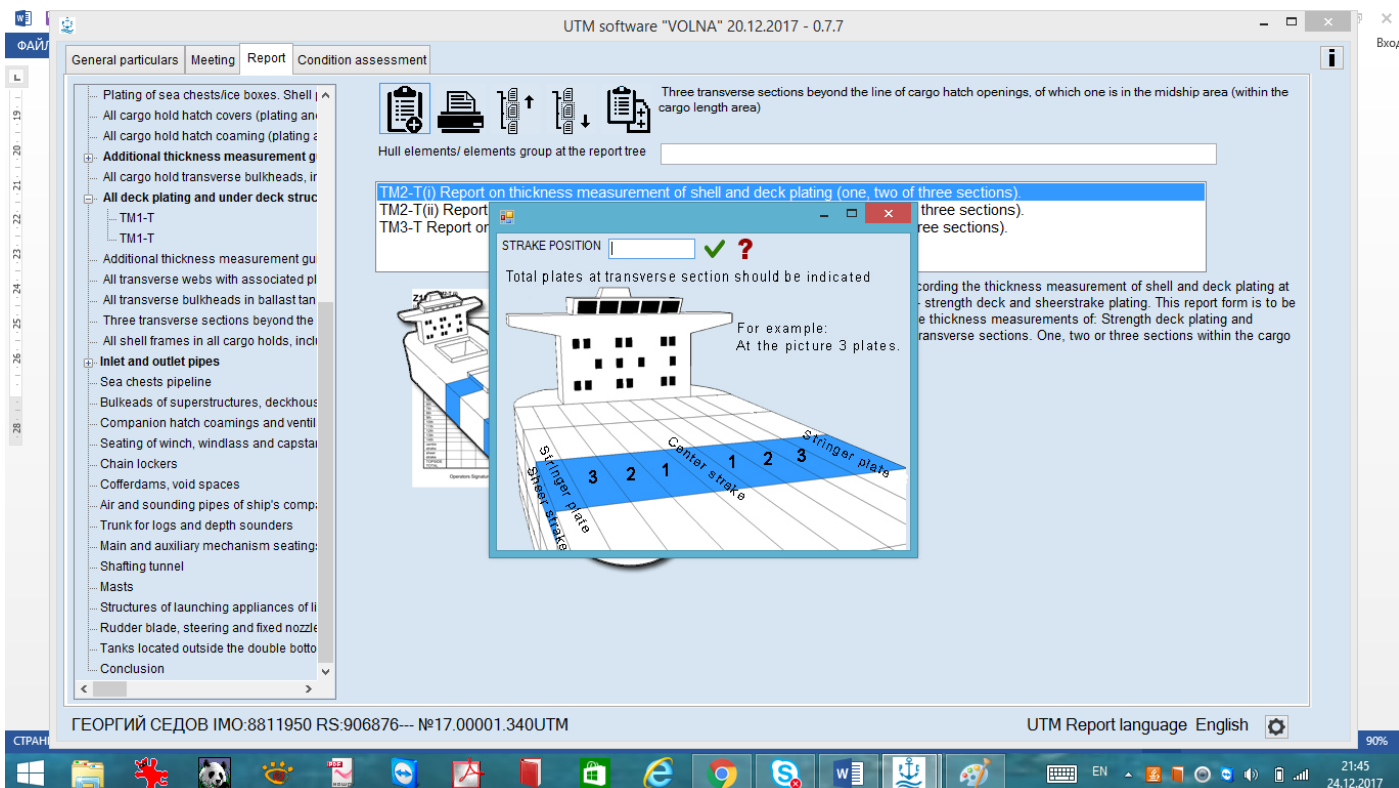 UTM software "VOLNA" 20.12.2017 - 0.7.7
ФАЙЛ
Вход
General particulars
Meeting
Report
Condition assessment
Plating of sea chests/ice boxes. Shell
All cargo hold hatch covers (plating an
All cargo hold hatch coaming (plating a
Additional thickness measurement g
All cargo hold transverse bulkheads, ir
All deck plating and under deck struc
TM1-T
TM1-T
Additional thickness measurement gu
All transverse webs with associated pl
All transverse bulkheads in ballast tan
Three transverse sections beyond the
All shell frames in all cargo holds, inclu
Inlet and outlet pipes
Sea chests pipeline
Bulkeads of superstructures, deckhous
Companion hatch coamings and ventil
Seating of winch, windlass and capstar
Chain lockers
Cofferdams, void spaces
Air and sounding pipes of ship's comp
Trunk for logs and depth sounders
Main and auxiliary mechanism seating
Shafting tunnel
Masts
Structures of launching appliances of li
Rudder blade, steering and fixed nozzle
Tanks located outside the double botto
Conclusion
Three transverse sections beyond the line of cargo hatch openings, of which one is in the midship area (within the
cargo length area)
Hull elements/ elements group at the report tree
TM2-T(i) Report on thickness measurement of shell and deck plating (one, two of three sections).
TM2-T(ii) Report
three sections).
TM3-T Report or
ree sections).
STRAKE POSITION
?
Total plates at transverse section should be indicated
For example:
At the picture 3 plates.
Sheer strake
Stringer plate
3 2 1
Center strake
1 2 3
Stringer plate
cording the thickness measurement of shell and deck plating at
- strength deck and sheerstrake plating. This report form is to be
e thickness measurements of: Strength deck plating and
ransverse sections. One, two or three sections within the cargo
ГЕОРГИЙ СЕДОВ IMO:8811950 RS:906876--- №17.00001.340UTM
UTM Report language English
СТРАН
90%
EN
21:45
24.12.2017
19
20
21
22
23
24
25
26
28